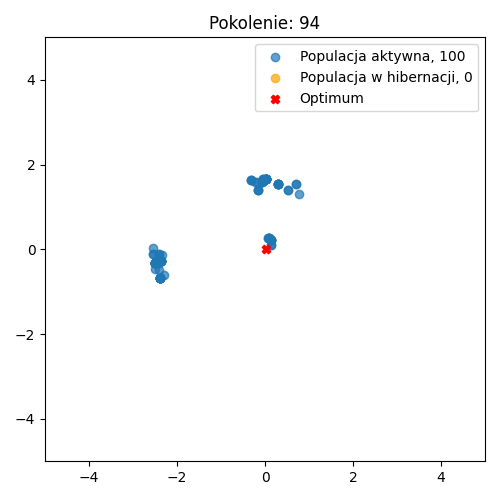 Pokolenie: 94
Populacja aktywna, 100
Populacja w hibernacji, 0
Optimum
4
2
0
−2
−4
−4 −2 0 2 4